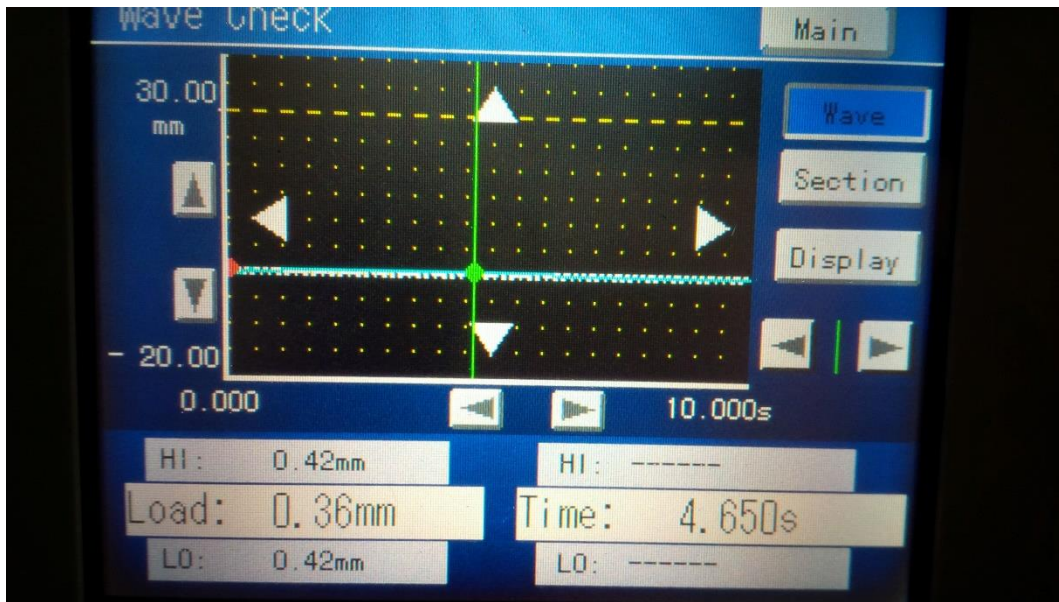 Wave Check
Main
30.00
mm
Wave
Section
Display
- 20.00
0.000
10.000s
HI: 0.42mm
HI: ------
Load: 0.36mm
Time: 4.650s
LO: 0.42mm
LO: ------